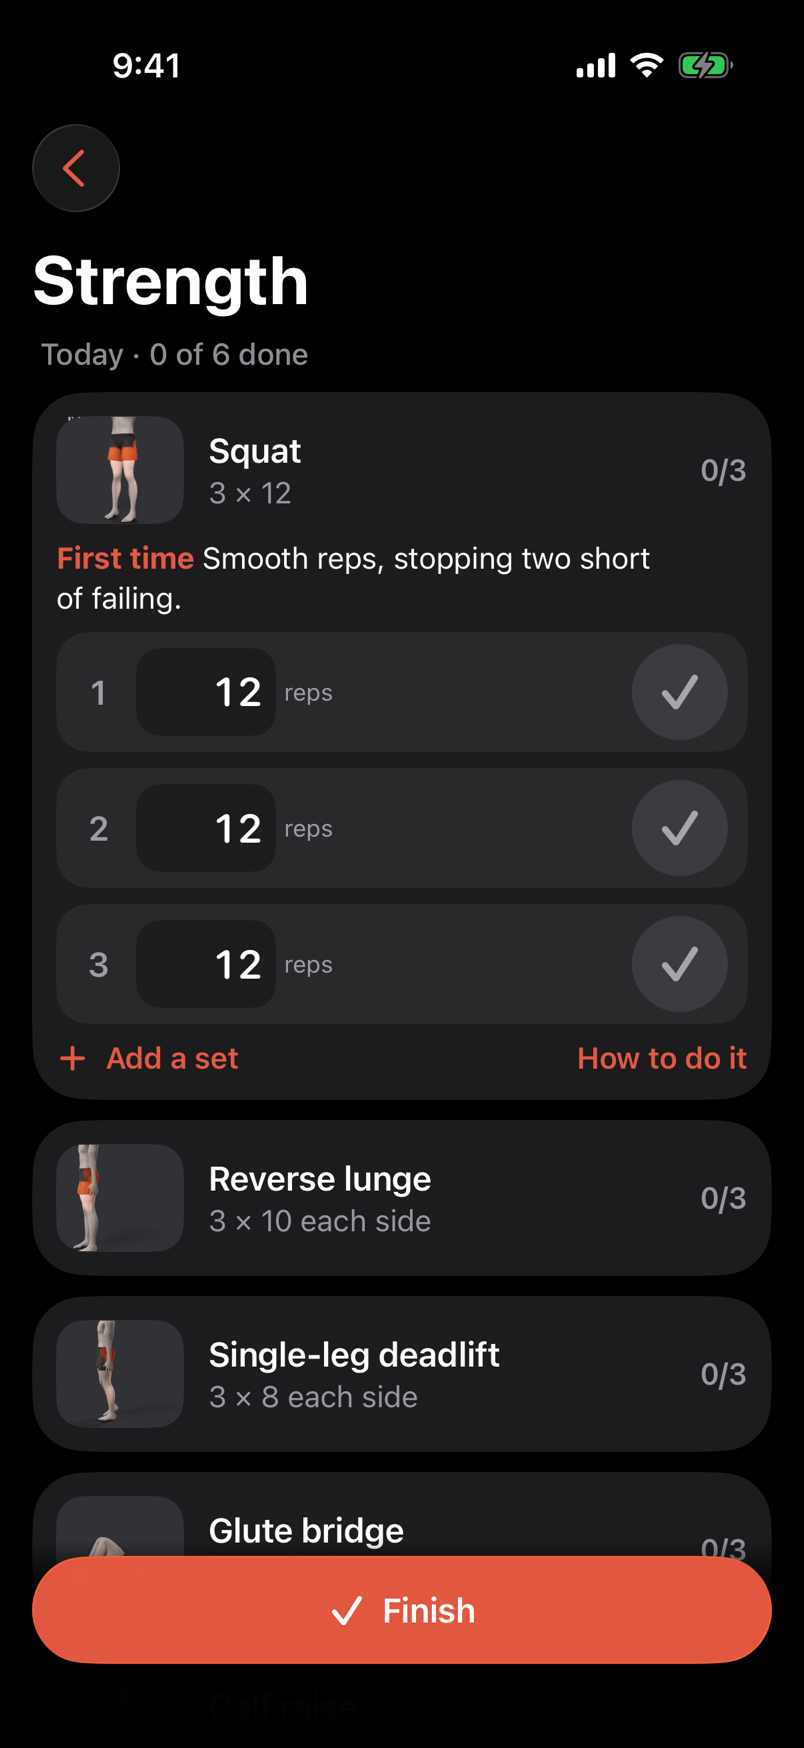 9:41
Strength
Today · 0 of 6 done
Squat
3 × 12
0/3
First time Smooth reps, stopping two short
of failing.
1 12 reps
2 12 reps
3 12 reps
+ Add a set
How to do it
Reverse lunge
3 × 10 each side
0/3
Single-leg deadlift
3 × 8 each side
0/3
Glute bridge
0/3
Finish
Calf raise